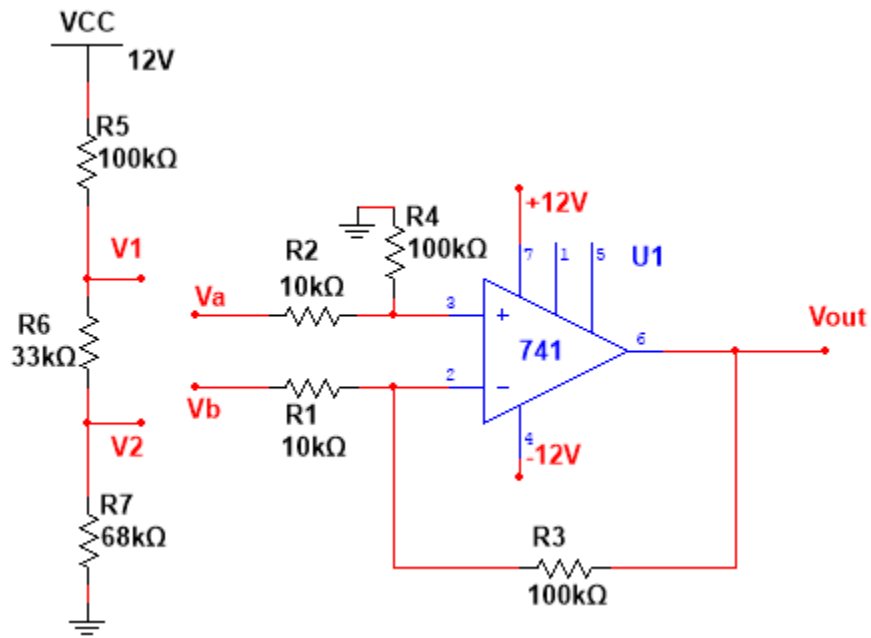 VCC
12V
R5
100kΩ
V1
R6
33kΩ
V2
R7
68kΩ
Va
R2
10kΩ
R4
100kΩ
Vb
R1
10kΩ
+12V
7
1
5
U1
3
+
741
6
Vout
2
−
4
-12V
R3
100kΩ